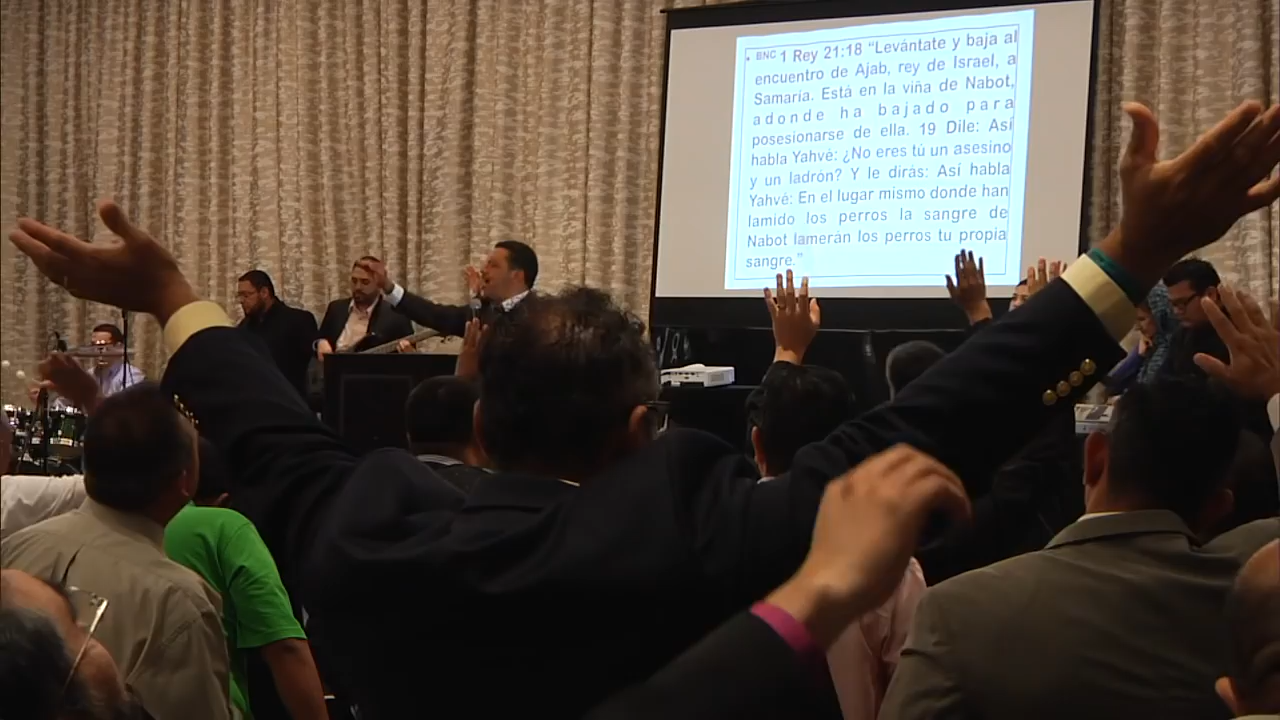 • BNC 1 Rey 21:18 “Levántate y baja al
encuentro de Ajab, rey de Israel, a
Samaría. Está en la viña de Nabot,
adonde ha bajado para
posesionarse de ella. 19 Dile: Así
habla Yahvé: ¿No eres tú un asesino
y un ladrón? Y le dirás: Así habla
Yahvé: En el lugar mismo donde han
lamido los perros la sangre de
Nabot lamerán los perros tu propia
sangre.”